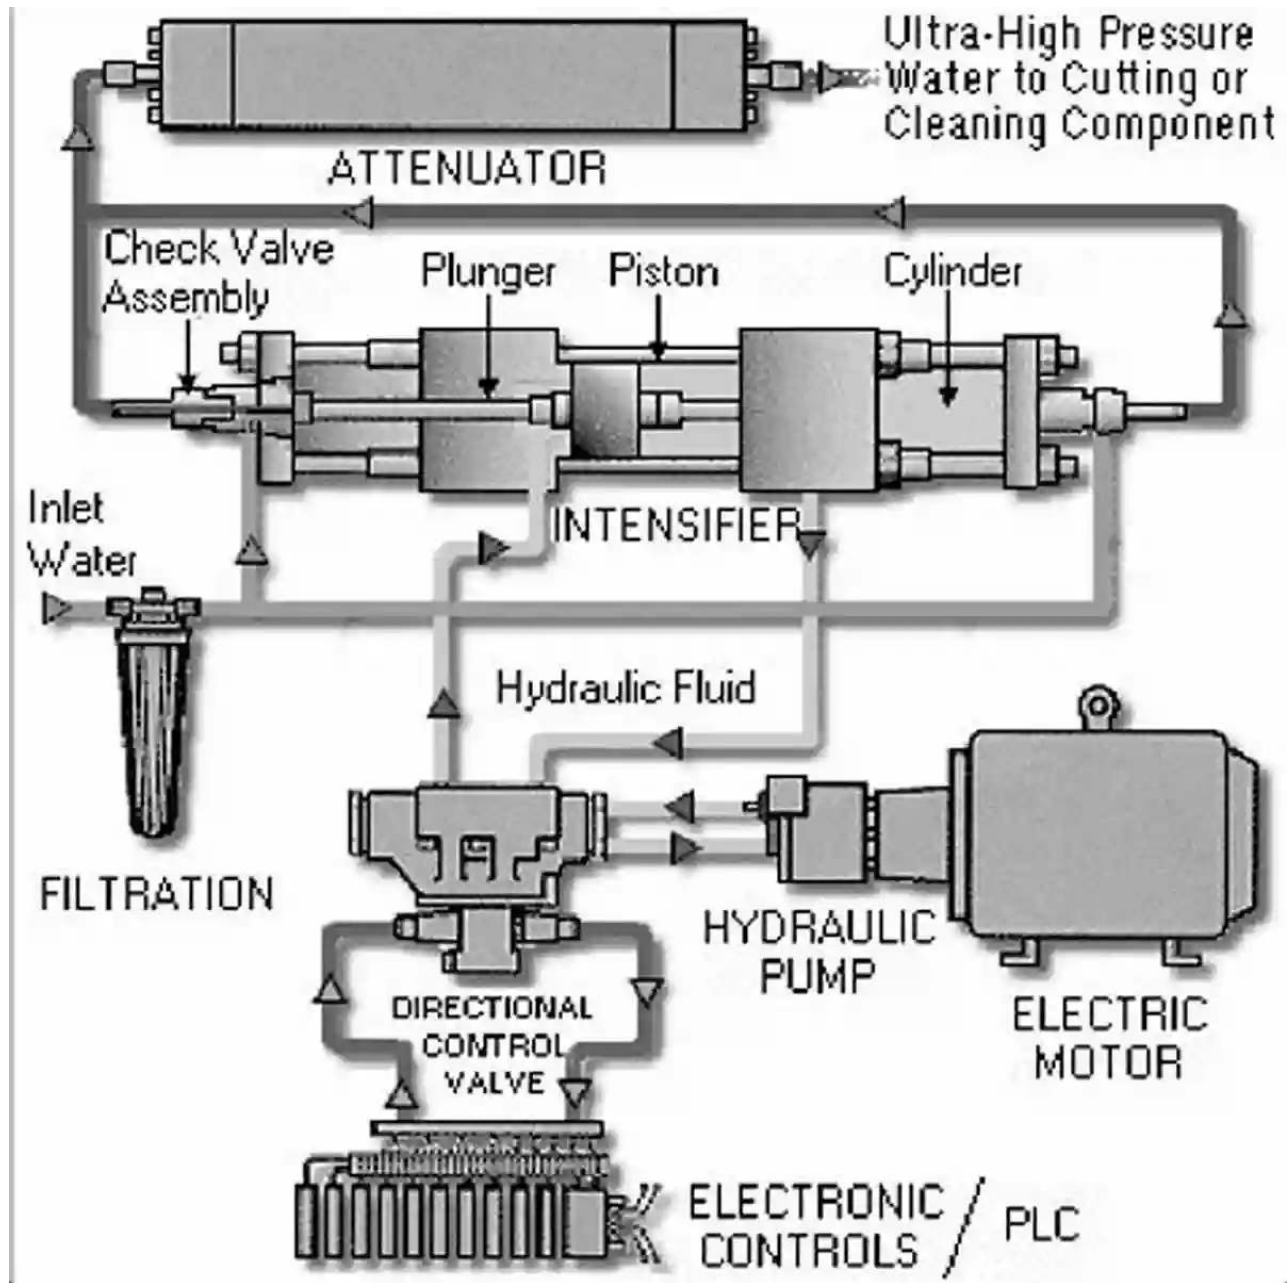 Ultra-High Pressure
Water to Cutting or
Cleaning Component
ATTENUATOR
Check Valve
Assembly
Plunger
Piston
Cylinder
Inlet
Water
INTENSIFIER
Hydraulic Fluid
FILTRATION
HYDRAULIC
PUMP
ELECTRIC
MOTOR
DIRECTIONAL
CONTROL
VALVE
ELECTRONIC
CONTROLS / PLC